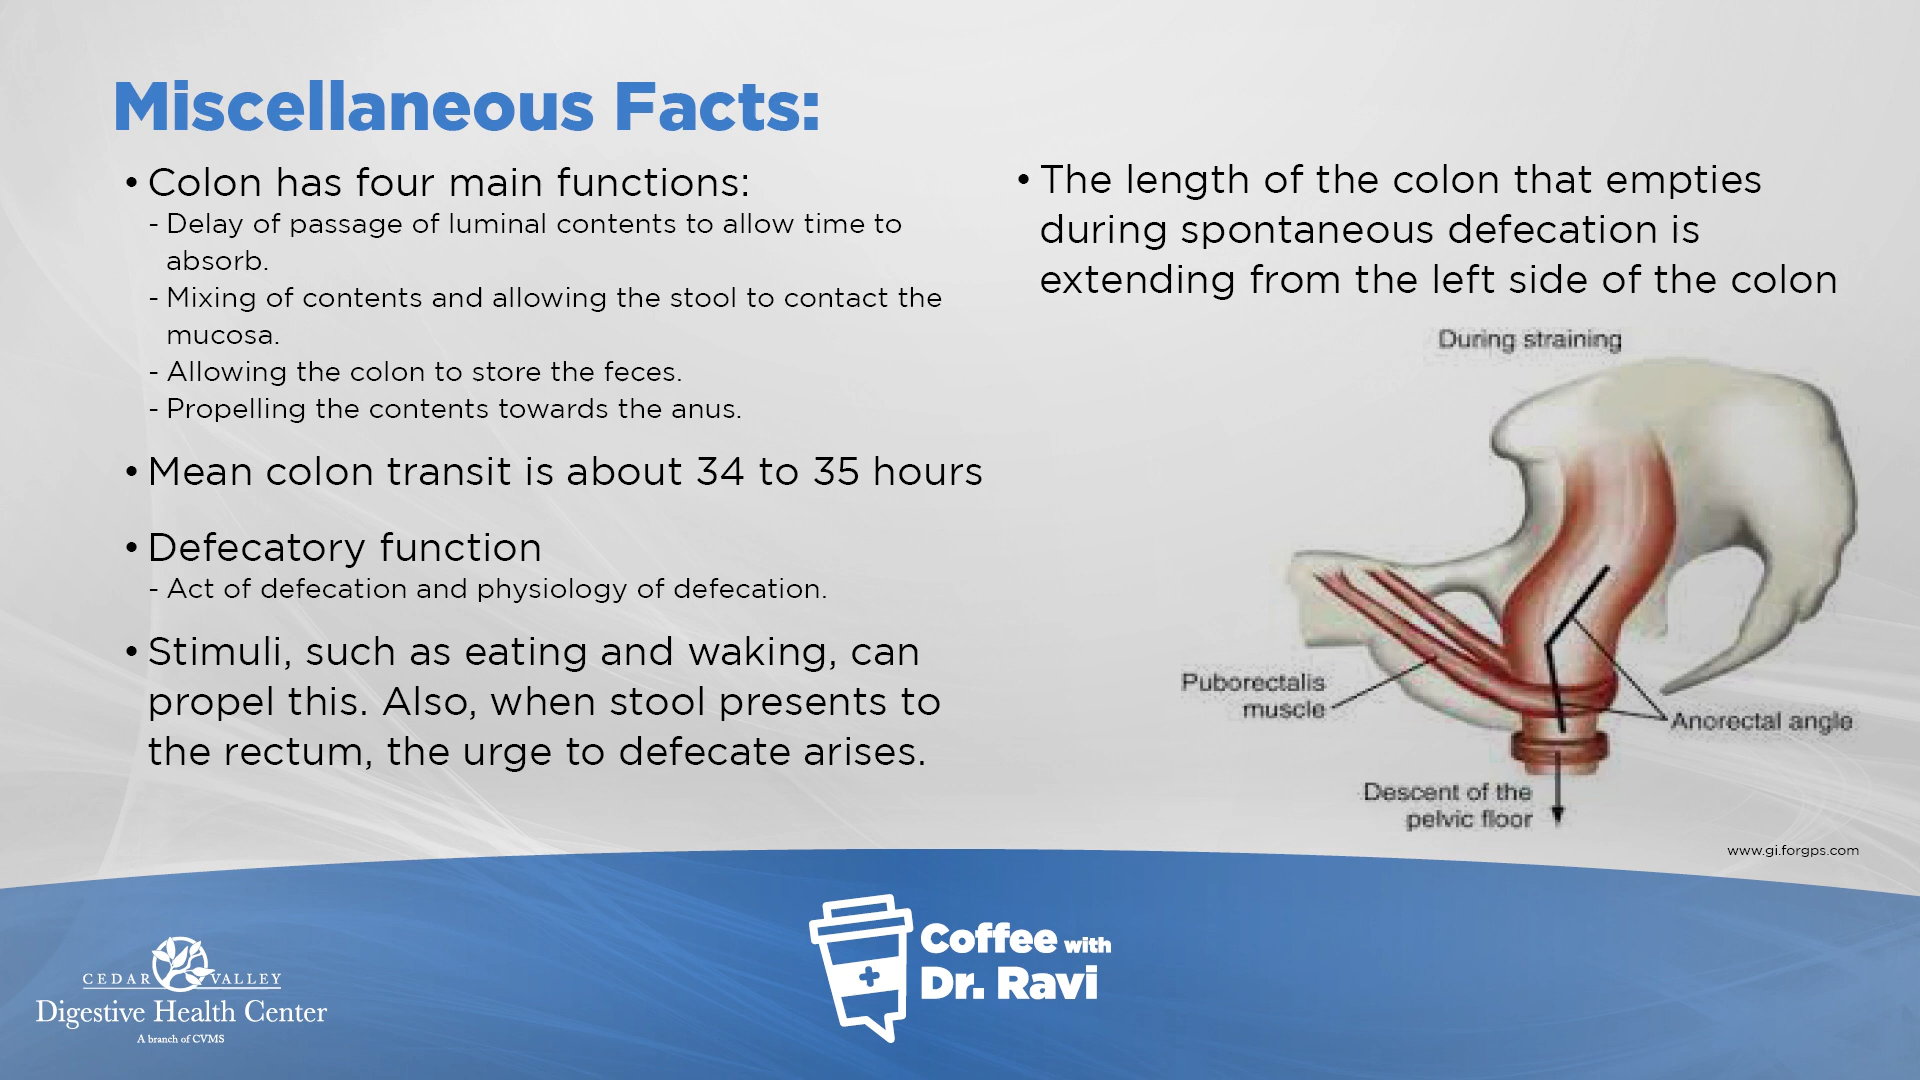 Miscellaneous Facts:
• Colon has four main functions:
- Delay of passage of luminal contents to allow time to
absorb.
- Mixing of contents and allowing the stool to contact the
mucosa.
- Allowing the colon to store the feces.
- Propelling the contents towards the anus.
• Mean colon transit is about 34 to 35 hours
• Defecatory function
- Act of defecation and physiology of defecation.
• Stimuli, such as eating and waking, can
propel this. Also, when stool presents to
the rectum, the urge to defecate arises.
• The length of the colon that empties
during spontaneous defecation is
extending from the left side of the colon
During straining
Puborectalis
muscle
Anorectal angle
Descent of the
pelvic floor
www.gi.forgps.com
CEDAR VALLEY
Digestive Health Center
A branch of CVMS
Coffee with
Dr. Ravi